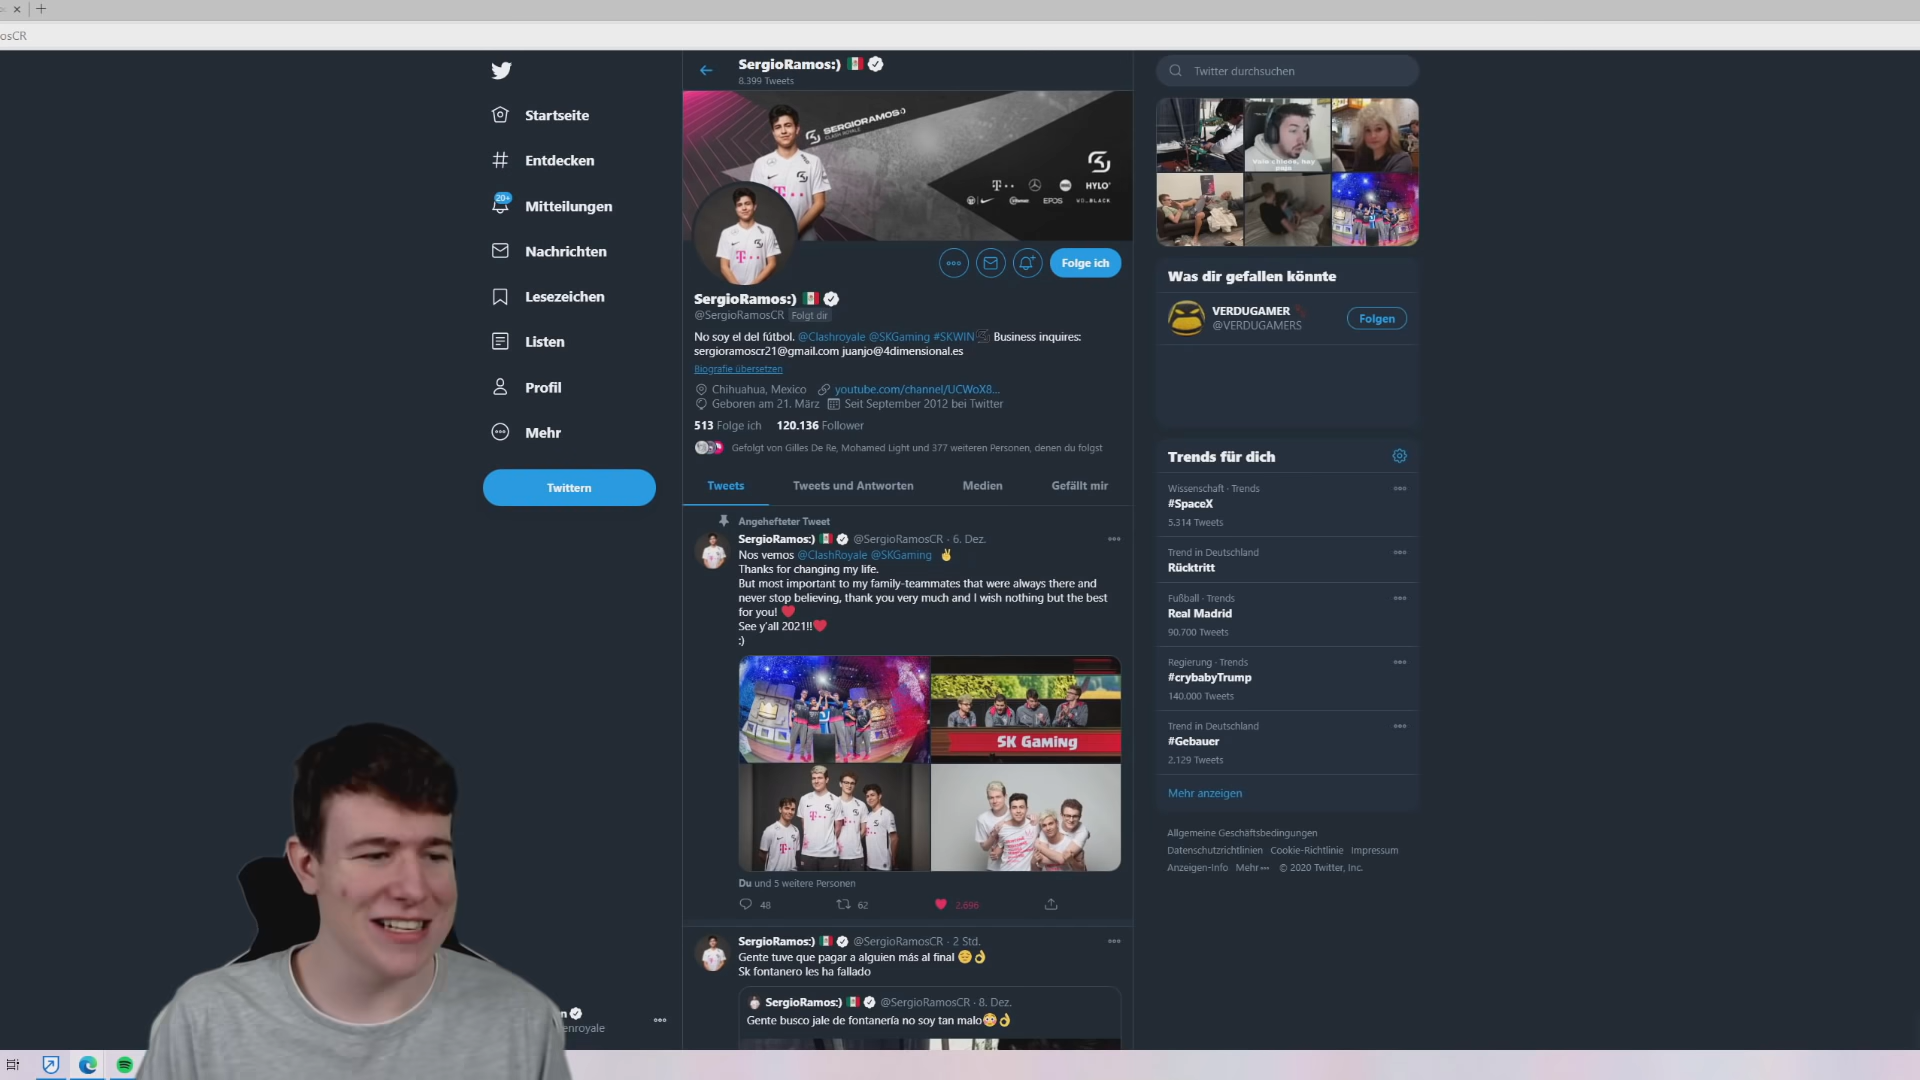 osCR
Startseite
Entdecken
20+
Mitteilungen
Nachrichten
Lesezeichen
Listen
Profil
Mehr
Twittern
enroyale
SergioRamos:)
8.399 Tweets
SERGIORAMOS:)
CLASH ROYALE
HYLO
EPOS
Folge ich
SergioRamos:)
@SergioRamosCR Folgt dir
No soy el del fútbol. @Clashroyale @SKGaming #SKWIN Business inquires:
sergioramoscr21@gmail.com juanjo@4dimensional.es
Biografie übersetzen
Chihuahua, Mexico youtube.com/channel/UCWoX8...
Geboren am 21. März Seit September 2012 bei Twitter
513 Folge ich 120.136 Follower
Gefolgt von Gilles De Re, Mohamed Light und 377 weiteren Personen, denen du folgst
Tweets Tweets und Antworten Medien Gefällt mir
Angehefteter Tweet
SergioRamos:) @SergioRamosCR · 6. Dez.
Nos vemos @ClashRoyale @SKGaming ✌
Thanks for changing my life.
But most important to my family-teammates that were always there and
never stop believing, thank you very much and I wish nothing but the best
for you! ❤
See y'all 2021!!❤
:)
SK Gaming
Du und 5 weitere Personen
48 62 2.696
SergioRamos:) @SergioRamosCR · 2 Std.
Gente tuve que pagar a alguien más al final
Sk fontanero les ha fallado
SergioRamos:) @SergioRamosCR · 8. Dez.
Gente busco jale de fontanería no soy tan malo
Twitter durchsuchen
Was dir gefallen könnte
VERDUGAMER
@VERDUGAMERS
Folgen
Trends für dich
Wissenschaft · Trends
#SpaceX
5.314 Tweets
Trend in Deutschland
Rücktritt
Fußball · Trends
Real Madrid
90.700 Tweets
Regierung · Trends
#crybabyTrump
140.000 Tweets
Trend in Deutschland
#Gebauer
2.129 Tweets
Mehr anzeigen
Allgemeine Geschäftsbedingungen
Datenschutzrichtlinien Cookie-Richtlinie Impressum
Anzeigen-Info Mehr © 2020 Twitter, Inc.